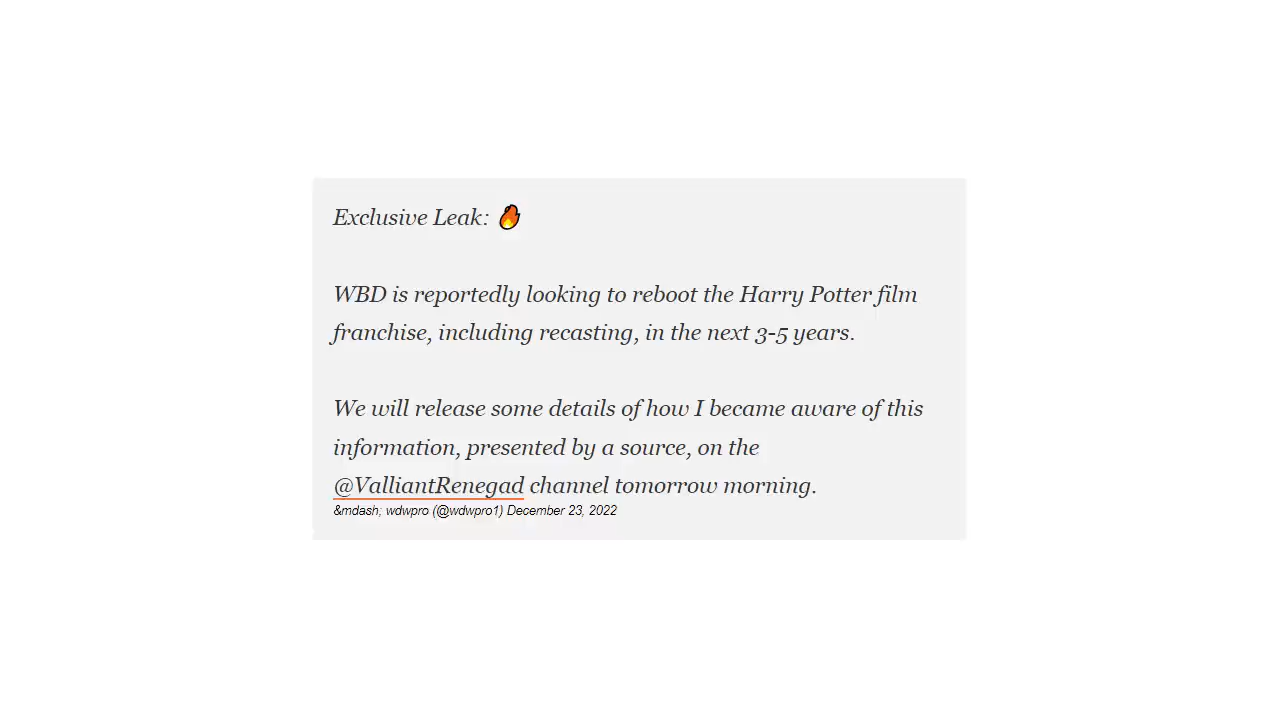 Exclusive Leak: 🔥
WBD is reportedly looking to reboot the Harry Potter film
franchise, including recasting, in the next 3-5 years.
We will release some details of how I became aware of this
information, presented by a source, on the
@ValliantRenegad channel tomorrow morning.
&mdash; wdwpro (@wdwpro1) December 23, 2022